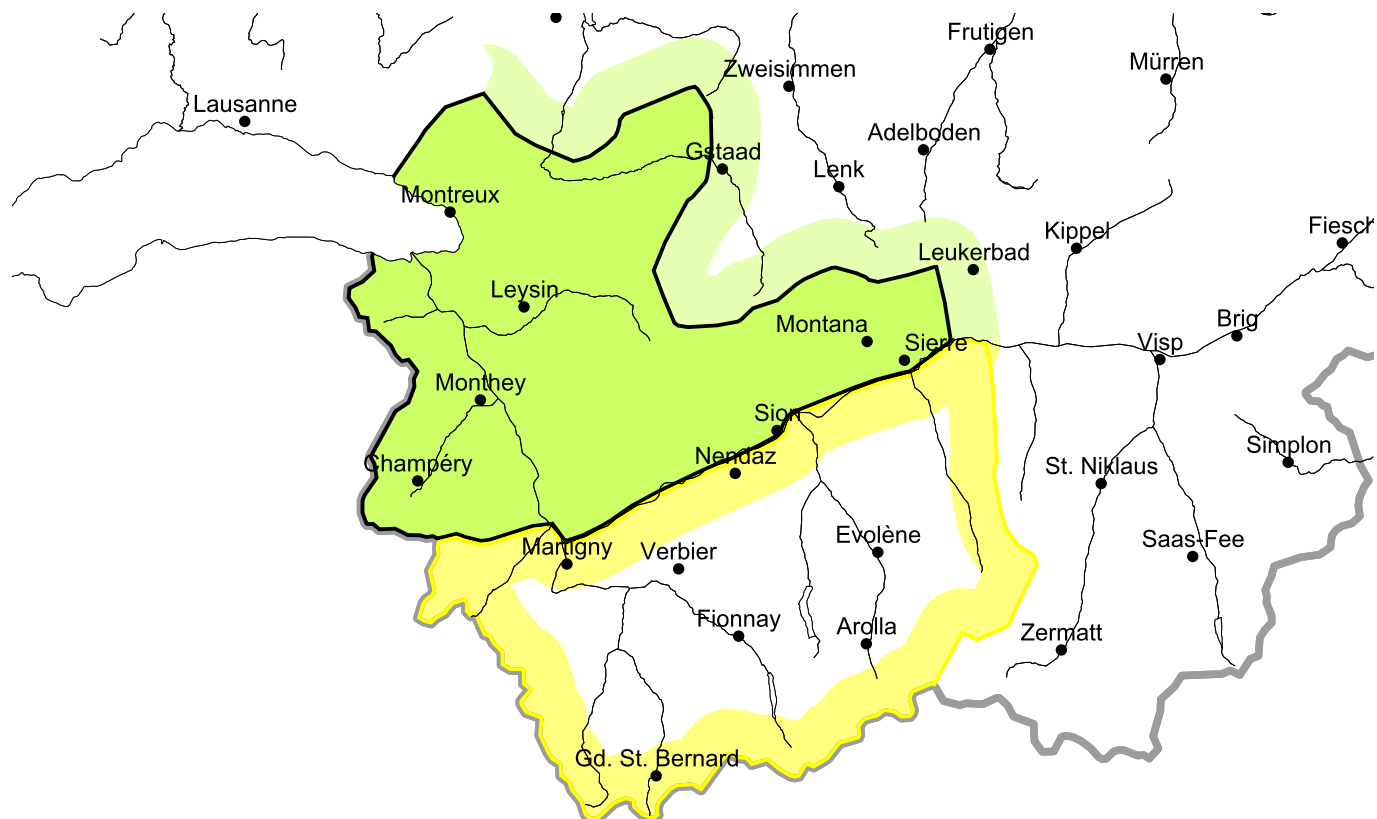 Frutigen
Zweisimmen
Mürren
Lausanne
Adelboden
Gstaad
Lenk
Montreux
Kippel
Fiesch
Leukerbad
Leysin
Montana
Brig
Sierre
Visp
Monthey
Sion
Simplon
Nendaz
Champéry
St. Niklaus
Evolène
Saas-Fee
Martigny
Verbier
Fionnay
Arolla
Zermatt
Gd. St. Bernard